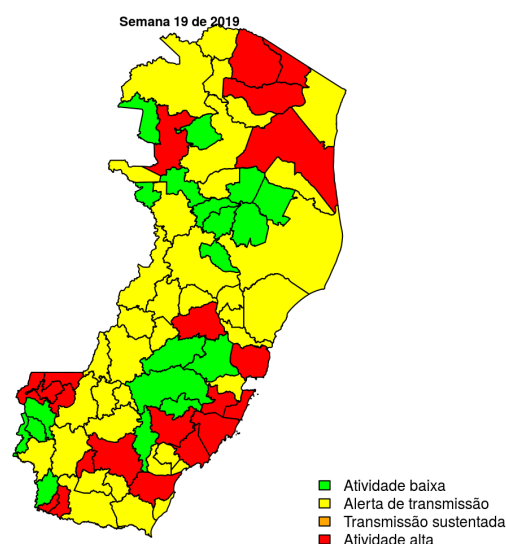 Semana 19 de 2019
Atividade baixa
Alerta de transmissão
Transmissão sustentada
Atividade alta